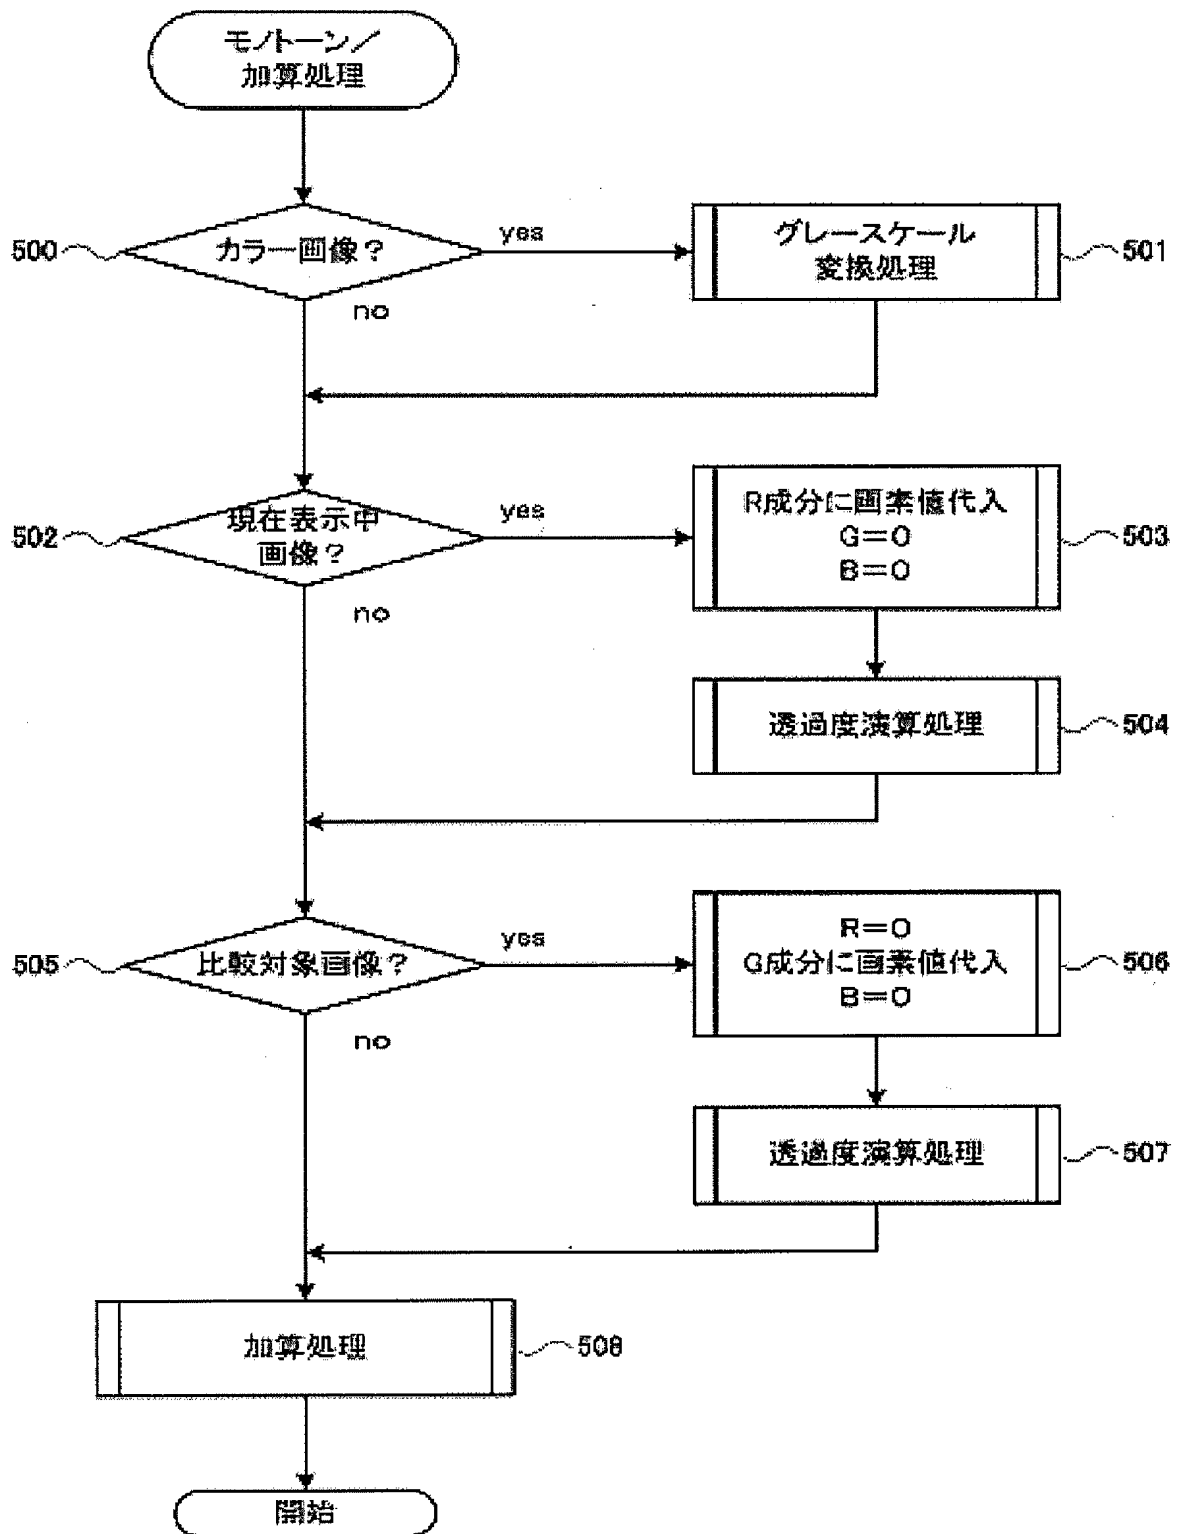 モノトーン／
加算処理
500
カラー画像？
yes
no
グレースケール
変換処理
501
502
現在表示中
画像？
yes
no
R成分に画素値代入
G＝0
B＝0
503
透過度演算処理
504
505
比較対象画像？
yes
no
R＝0
G成分に画素値代入
B＝0
506
透過度演算処理
507
加算処理
508
開始